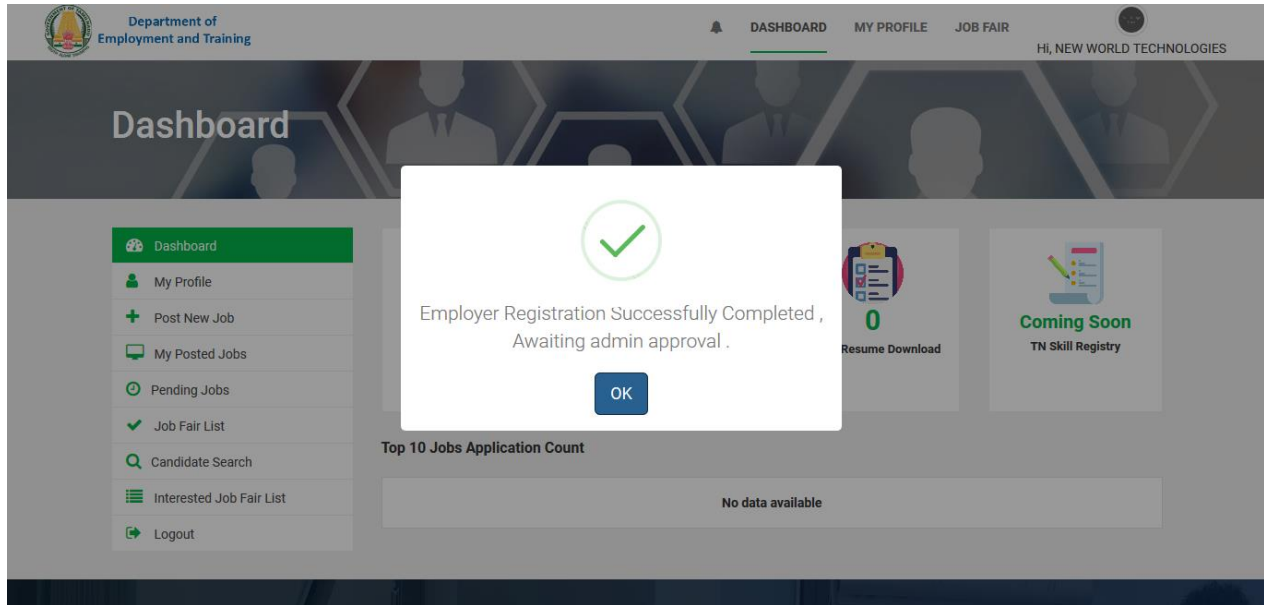 Department of
Employment and Training
DASHBOARD
MY PROFILE
JOB FAIR
Hi, NEW WORLD TECHNOLOGIES
Dashboard
Employer Registration Successfully Completed ,
Awaiting admin approval .
OK
Dashboard
My Profile
Post New Job
My Posted Jobs
Pending Jobs
Job Fair List
Candidate Search
Interested Job Fair List
Logout
0
Resume Download
Coming Soon
TN Skill Registry
Top 10 Jobs Application Count
No data available